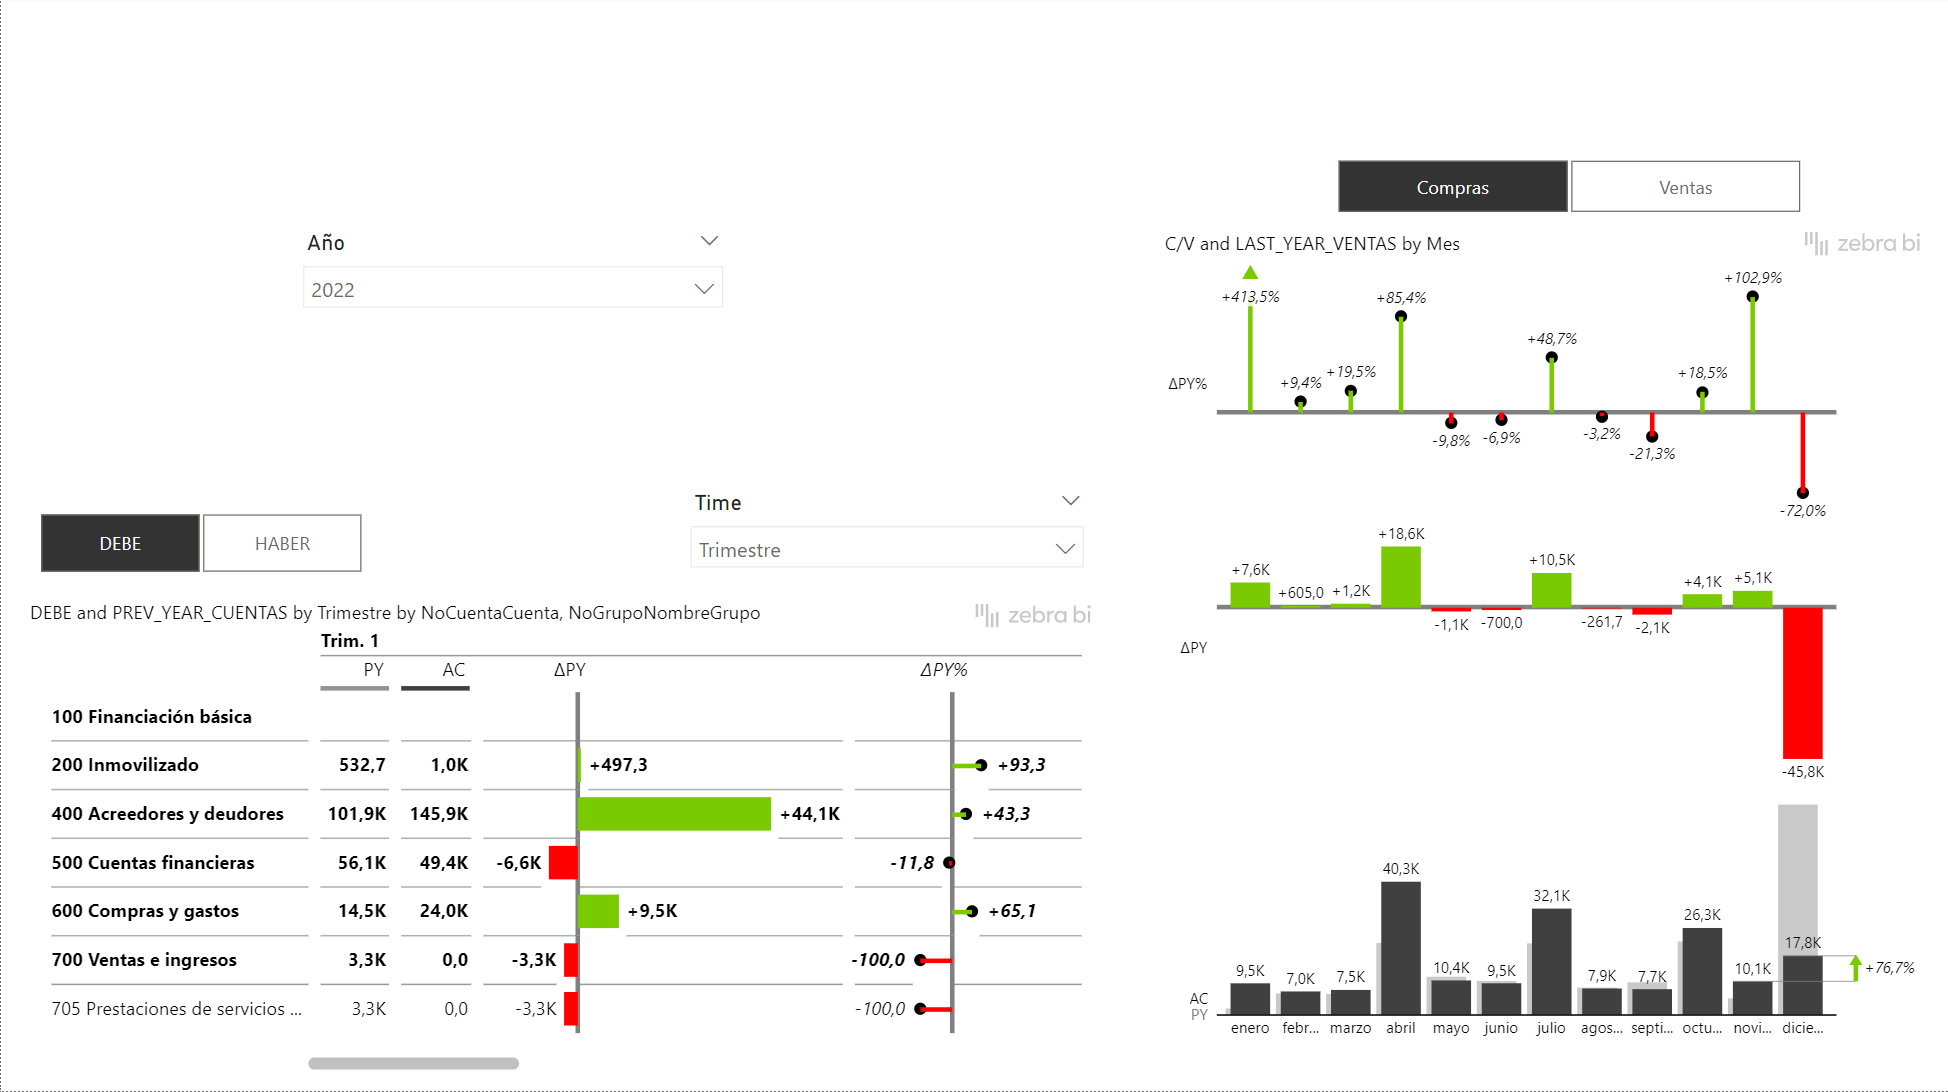 Compras
Ventas
Año
2022
C/V and LAST_YEAR_VENTAS by Mes
zebra bi
+413,5%
+9,4%
+19,5%
+85,4%
-9,8%
-6,9%
+48,7%
-3,2%
-21,3%
+18,5%
+102,9%
-72,0%
ΔPY%
+7,6K
+605,0
+1,2K
+18,6K
-1,1K
-700,0
+10,5K
-261,7
-2,1K
+4,1K
+5,1K
-45,8K
ΔPY
9,5K
7,0K
7,5K
40,3K
10,4K
9,5K
32,1K
7,9K
7,7K
26,3K
10,1K
17,8K
+76,7%
AC
PY
enero
febr...
marzo
abril
mayo
junio
julio
agos...
septi...
octu...
novi...
dicie...
Time
Trimestre
DEBE
HABER
DEBE and PREV_YEAR_CUENTAS by Trimestre by NoCuentaCuenta, NoGrupoNombreGrupo
zebra bi
Trim. 1
PY AC ΔPY ΔPY%
100 Financiación básica
200 Inmovilizado 532,7 1,0K +497,3 +93,3
400 Acreedores y deudores 101,9K 145,9K +44,1K +43,3
500 Cuentas financieras 56,1K 49,4K -6,6K -11,8
600 Compras y gastos 14,5K 24,0K +9,5K +65,1
700 Ventas e ingresos 3,3K 0,0 -3,3K -100,0
705 Prestaciones de servicios ... 3,3K 0,0 -3,3K -100,0